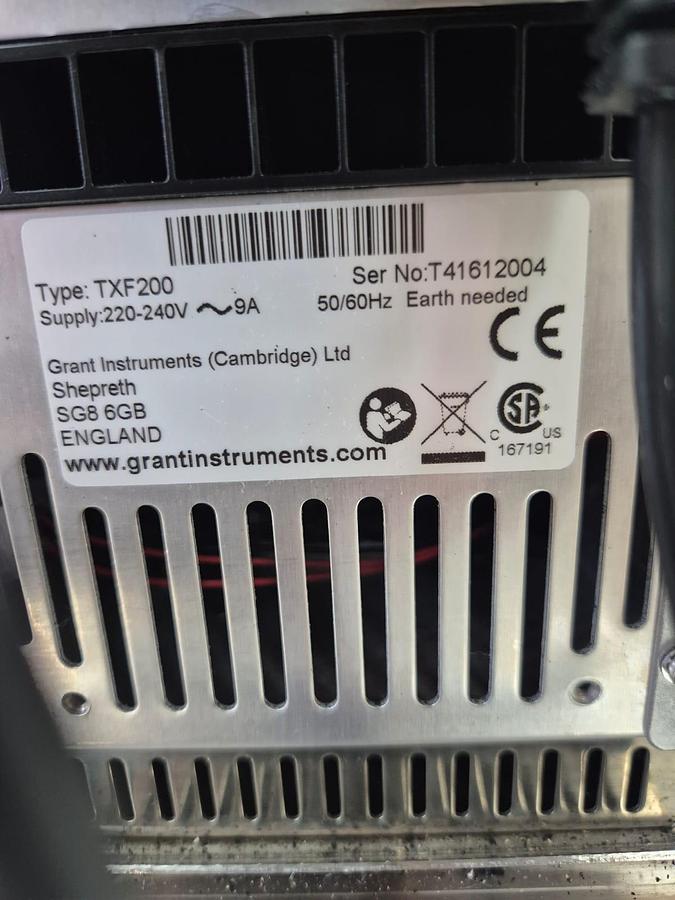 Type: TXF200 Ser No:T41612004
Supply:220-240V ~9A 50/60Hz Earth needed
CE
Grant Instruments (Cambridge) Ltd
Shepreth
SG8 6GB
ENGLAND
www.grantinstruments.com
SA
C US
167191